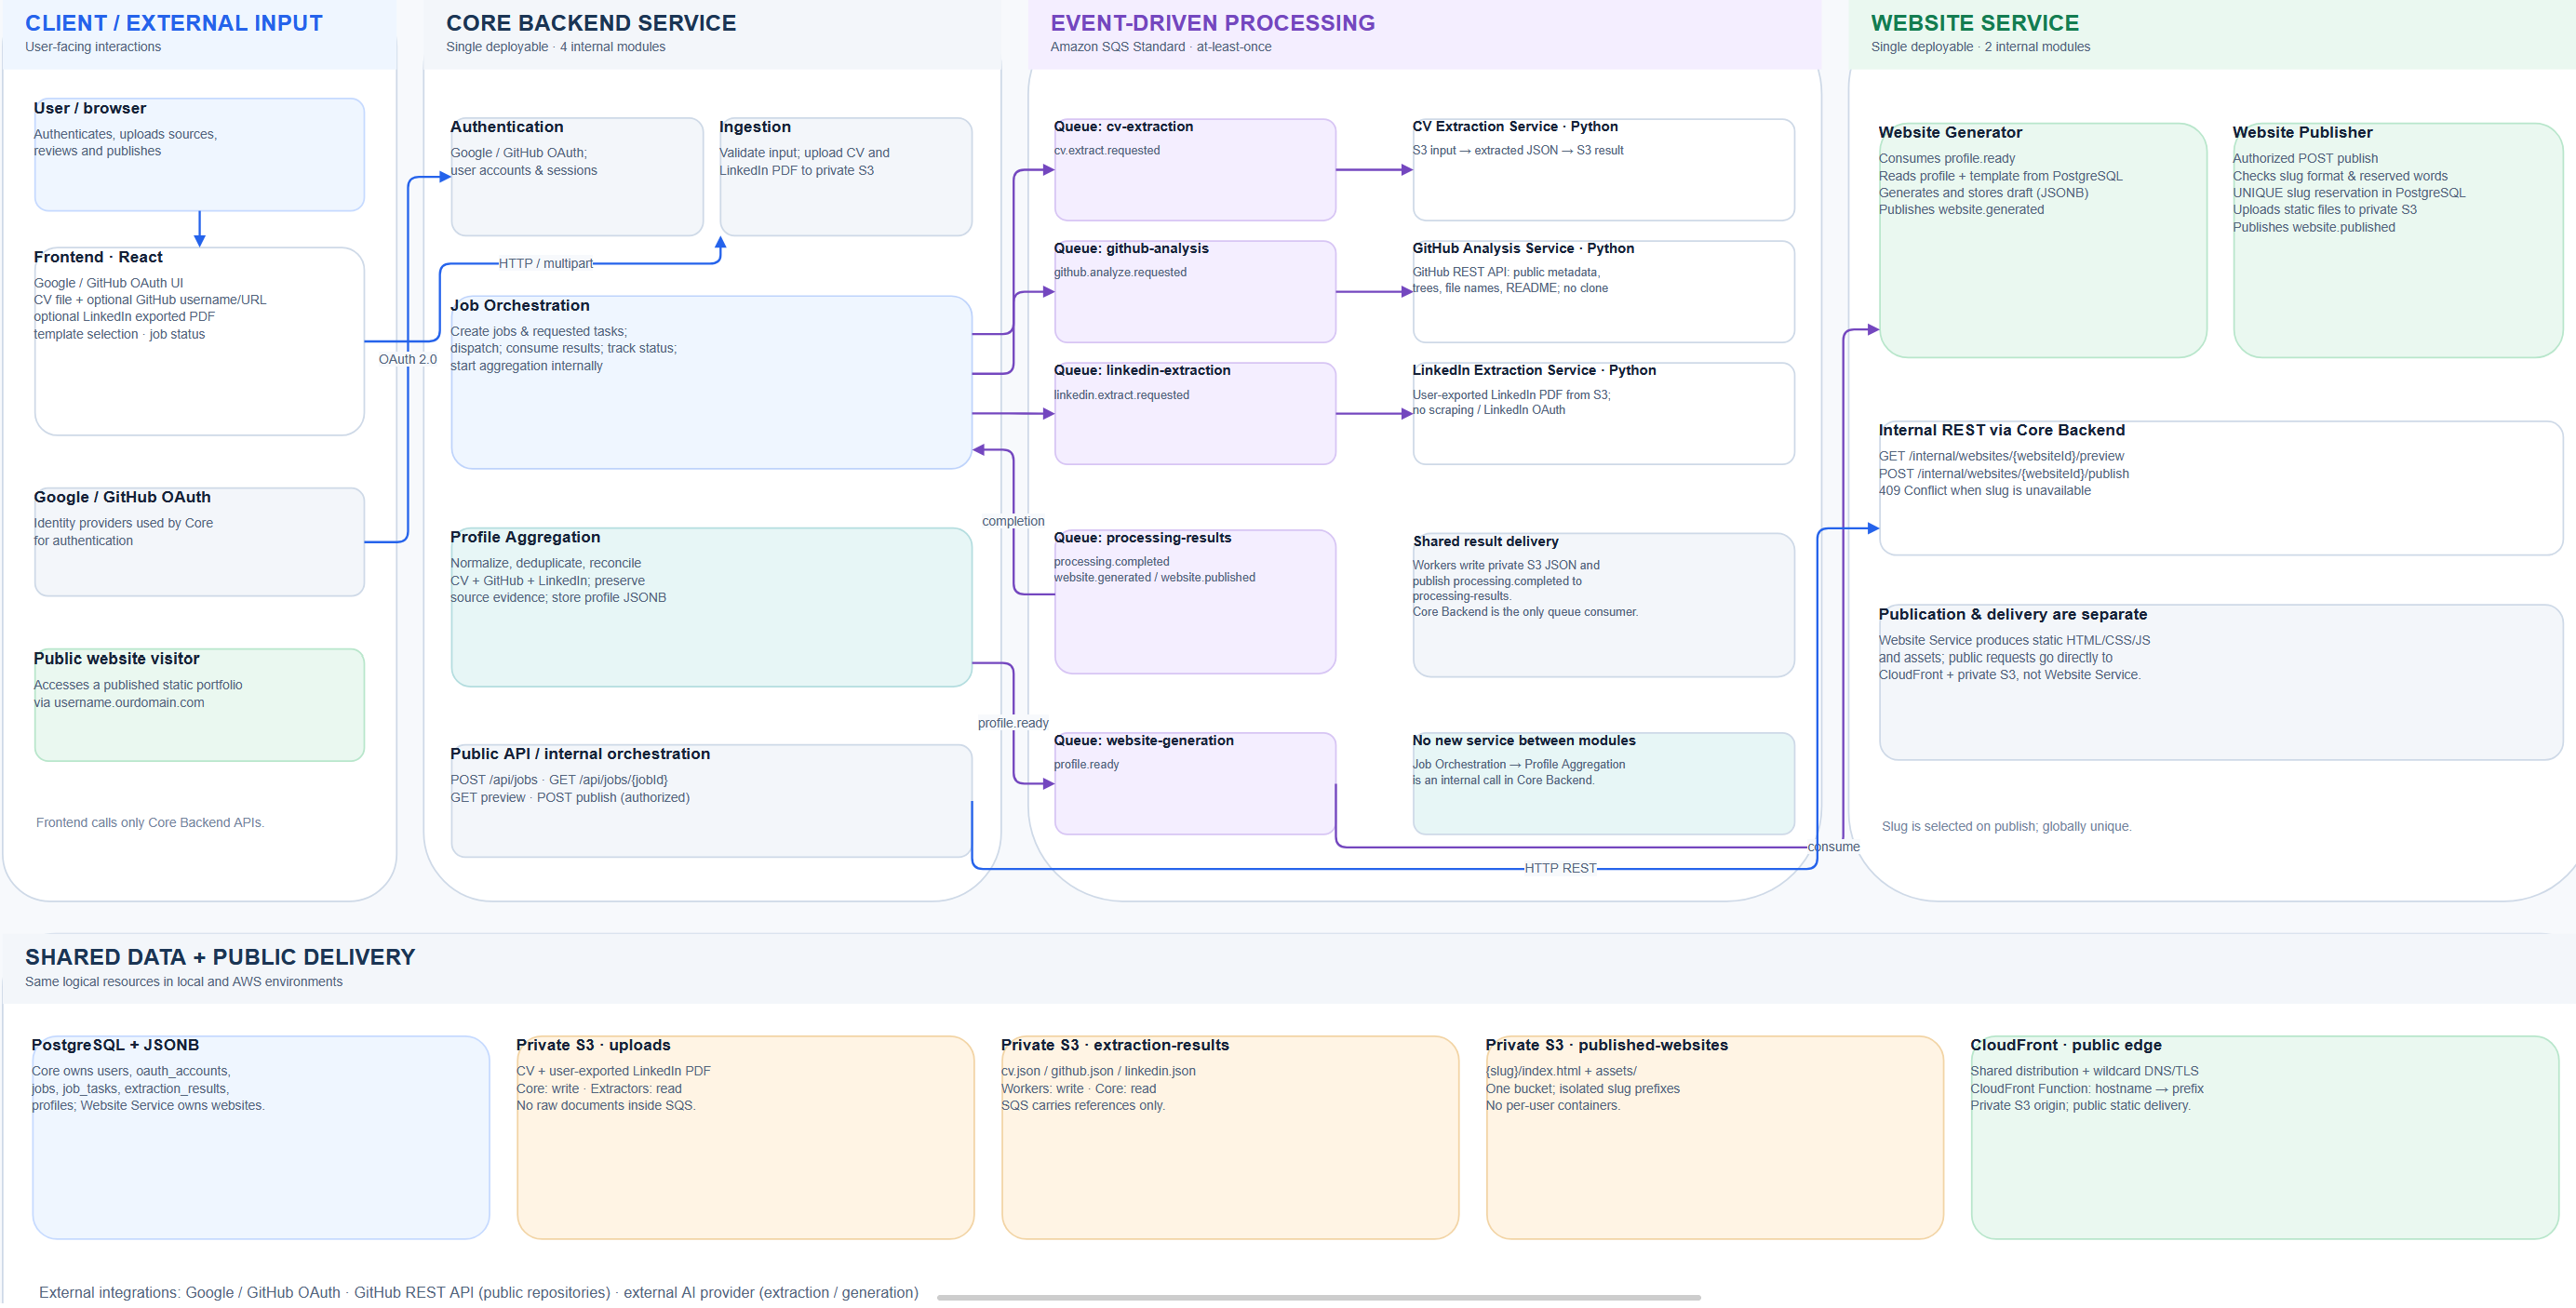 CLIENT / EXTERNAL INPUT
User-facing interactions
User / browser
Authenticates, uploads sources,
reviews and publishes
Frontend · React
Google / GitHub OAuth UI
CV file + optional GitHub username/URL
optional LinkedIn exported PDF
template selection · job status
OAuth 2.0
Google / GitHub OAuth
Identity providers used by Core
for authentication
Public website visitor
Accesses a published static portfolio
via username.ourdomain.com
Frontend calls only Core Backend APIs.
CORE BACKEND SERVICE
Single deployable · 4 internal modules
Authentication
Google / GitHub OAuth;
user accounts & sessions
Ingestion
Validate input; upload CV and
LinkedIn PDF to private S3
HTTP / multipart
Job Orchestration
Create jobs & requested tasks;
dispatch; consume results; track status;
start aggregation internally
Profile Aggregation
Normalize, deduplicate, reconcile
CV + GitHub + LinkedIn; preserve
source evidence; store profile JSONB
Public API / internal orchestration
POST /api/jobs · GET /api/jobs/{jobId}
GET preview · POST publish (authorized)
completion
profile.ready
EVENT-DRIVEN PROCESSING
Amazon SQS Standard · at-least-once
Queue: cv-extraction
cv.extract.requested
CV Extraction Service · Python
S3 input → extracted JSON → S3 result
Queue: github-analysis
github.analyze.requested
GitHub Analysis Service · Python
GitHub REST API: public metadata,
trees, file names, README; no clone
Queue: linkedin-extraction
linkedin.extract.requested
LinkedIn Extraction Service · Python
User-exported LinkedIn PDF from S3;
no scraping / LinkedIn OAuth
Queue: processing-results
processing.completed
website.generated / website.published
Shared result delivery
Workers write private S3 JSON and
publish processing.completed to
processing-results.
Core Backend is the only queue consumer.
Queue: website-generation
profile.ready
No new service between modules
Job Orchestration → Profile Aggregation
is an internal call in Core Backend.
consume
HTTP REST
WEBSITE SERVICE
Single deployable · 2 internal modules
Website Generator
Consumes profile.ready
Reads profile + template from PostgreSQL
Generates and stores draft (JSONB)
Publishes website.generated
Website Publisher
Authorized POST publish
Checks slug format & reserved words
UNIQUE slug reservation in PostgreSQL
Uploads static files to private S3
Publishes website.published
Internal REST via Core Backend
GET /internal/websites/{websiteId}/preview
POST /internal/websites/{websiteId}/publish
409 Conflict when slug is unavailable
Publication & delivery are separate
Website Service produces static HTML/CSS/JS
and assets; public requests go directly to
CloudFront + private S3, not Website Service.
Slug is selected on publish; globally unique.
SHARED DATA + PUBLIC DELIVERY
Same logical resources in local and AWS environments
PostgreSQL + JSONB
Core owns users, oauth_accounts,
jobs, job_tasks, extraction_results,
profiles; Website Service owns websites.
Private S3 · uploads
CV + user-exported LinkedIn PDF
Core: write · Extractors: read
No raw documents inside SQS.
Private S3 · extraction-results
cv.json / github.json / linkedin.json
Workers: write · Core: read
SQS carries references only.
Private S3 · published-websites
{slug}/index.html + assets/
One bucket; isolated slug prefixes
No per-user containers.
CloudFront · public edge
Shared distribution + wildcard DNS/TLS
CloudFront Function: hostname → prefix
Private S3 origin; public static delivery.
External integrations: Google / GitHub OAuth · GitHub REST API (public repositories) · external AI provider (extraction / generation)